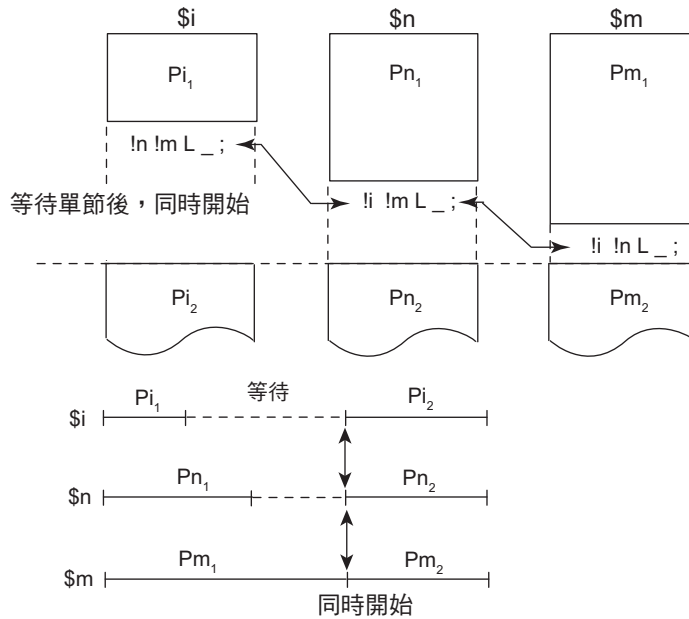 $i $n $m
Pi1 Pn1 Pm1
!n !m L _ ;
等待單節後，同時開始
!i !m L _ ;
!i !n L _ ;
Pi2 Pn2 Pm2
等待
Pi1 Pi2
$i
Pn1 Pn2
$n
Pm1 Pm2
$m
同時開始